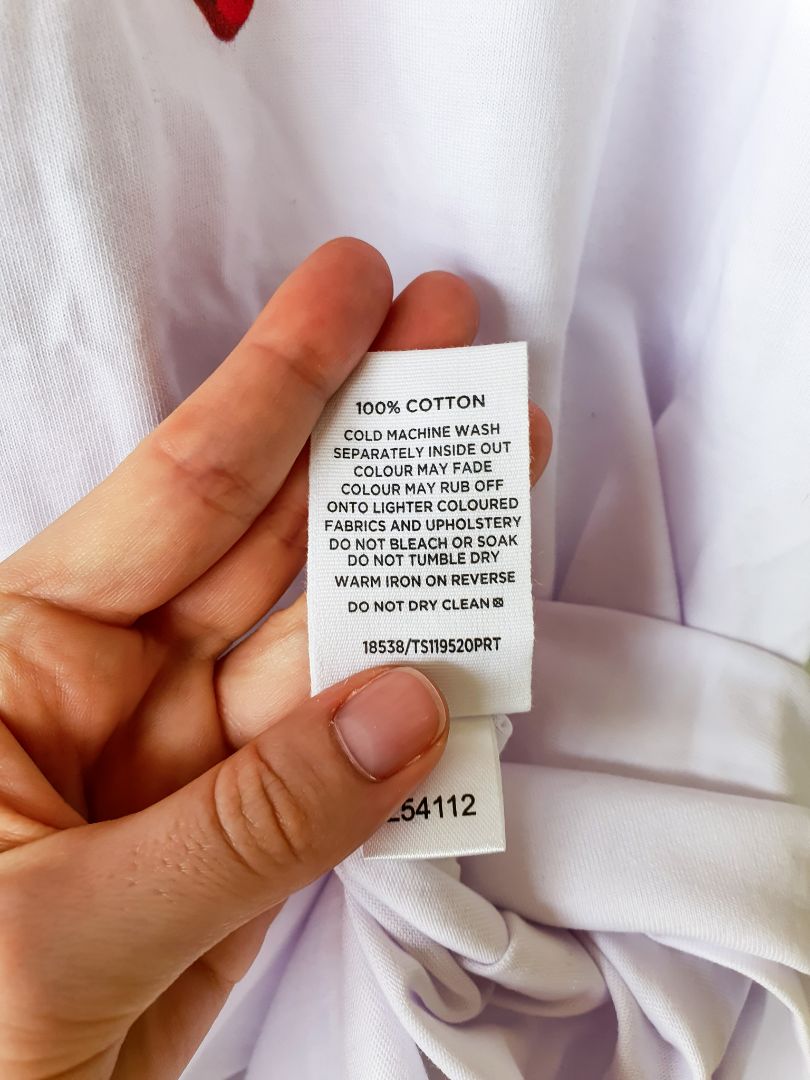 100% COTTON
COLD MACHINE WASH
SEPARATELY INSIDE OUT
COLOUR MAY FADE
COLOUR MAY RUB OFF
ONTO LIGHTER COLOURED
FABRICS AND UPHOLSTERY
DO NOT BLEACH OR SOAK
DO NOT TUMBLE DRY
WARM IRON ON REVERSE
DO NOT DRY CLEAN
18538/TS119520PRT